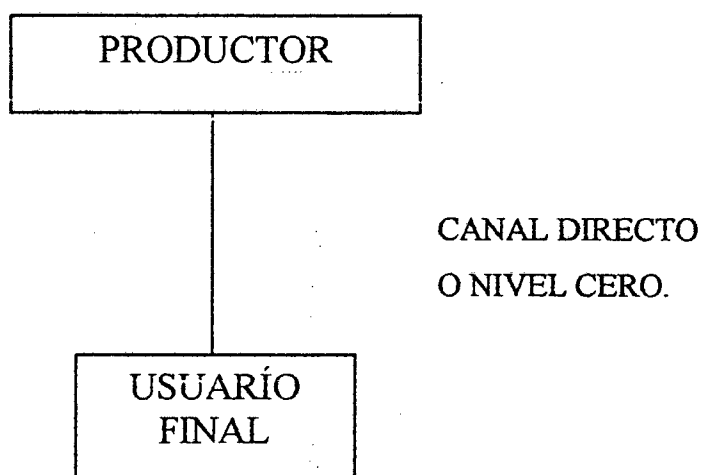 PRODUCTOR
CANAL DIRECTO
O NIVEL CERO.
USUARÍO
FINAL